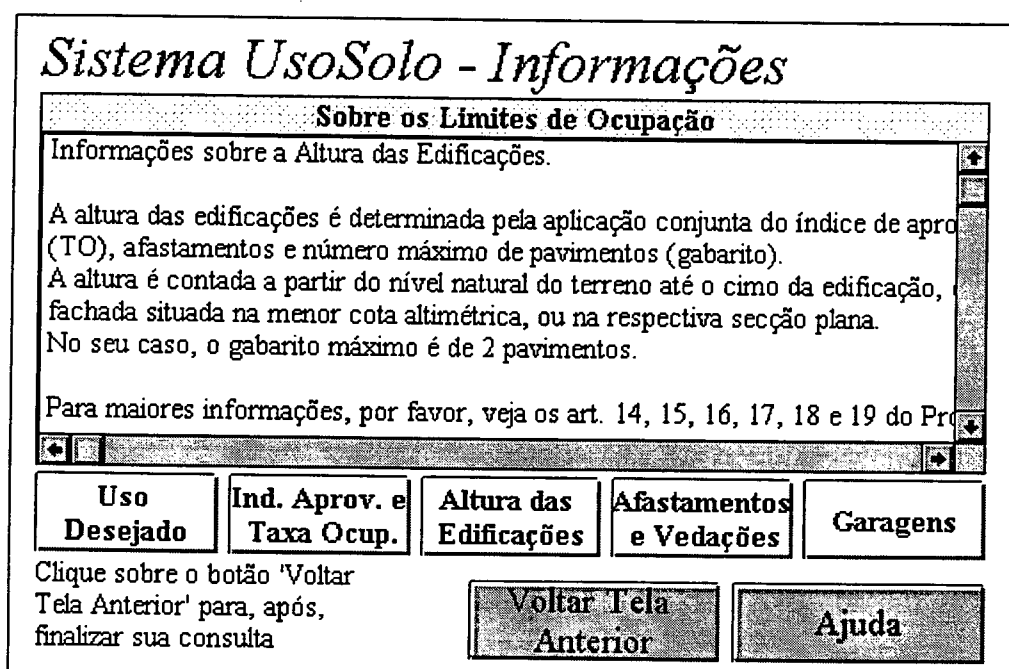 Sistema UsoSolo - Informações
Sobre os Limites de Ocupação
Informações sobre a Altura das Edificações.
A altura das edificações é determinada pela aplicação conjunta do índice de apro
(TO), afastamentos e número máximo de pavimentos (gabarito).
A altura é contada a partir do nível natural do terreno até o cimo da edificação,
fachada situada na menor cota altimétrica, ou na respectiva secção plana.
No seu caso, o gabarito máximo é de 2 pavimentos.
Para maiores informações, por favor, veja os art. 14, 15, 16, 17, 18 e 19 do Pro
Uso
Desejado
Ind. Aprov. e
Taxa Ocup.
Altura das
Edificações
Afastamentos
e Vedações
Garagens
Clique sobre o botão 'Voltar
Tela Anterior' para, após,
finalizar sua consulta
Voltar Tela
Anterior
Ajuda